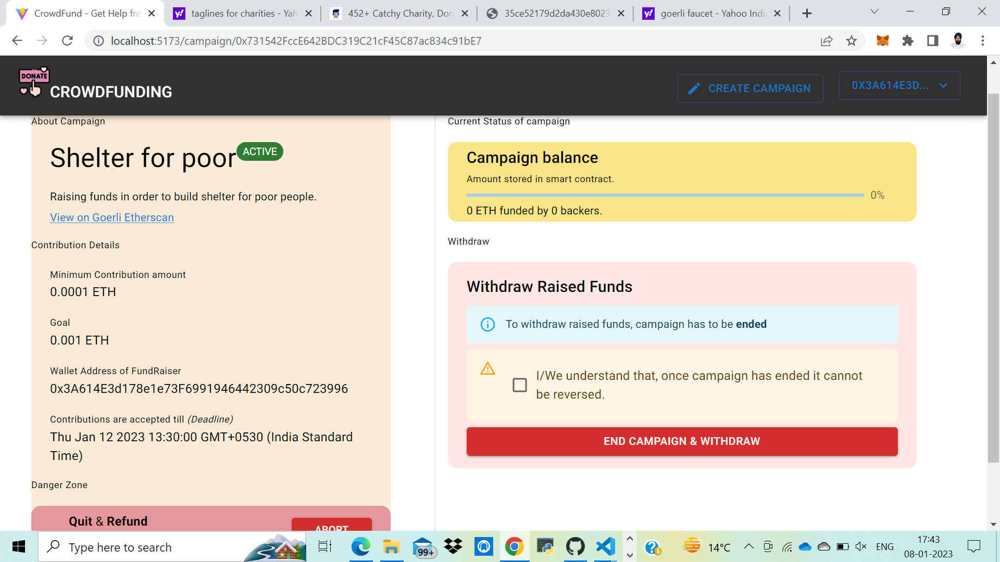 CrowdFund - Get Help fro
taglines for charities - Yah
452+ Catchy Charity, Don
35ce52179d2da430e8023
goerli faucet - Yahoo India
localhost:5173/campaign/0x731542FccE642BDC319C21cF45C87ac834c91bE7
DONATE
CROWDFUNDING
CREATE CAMPAIGN
0X3A614E3D...
About Campaign
Shelter for poor
ACTIVE
Raising funds in order to build shelter for poor people.
View on Goerli Etherscan
Contribution Details
Minimum Contribution amount
0.0001 ETH
Goal
0.001 ETH
Wallet Address of FundRaiser
0x3A614E3d178e1e73F6991946442309c50c723996
Contributions are accepted till (Deadline)
Thu Jan 12 2023 13:30:00 GMT+0530 (India Standard
Time)
Danger Zone
Quit & Refund
ABORT
Current Status of campaign
Campaign balance
Amount stored in smart contract.
0%
0 ETH funded by 0 backers.
Withdraw
Withdraw Raised Funds
To withdraw raised funds, campaign has to be ended
I/We understand that, once campaign has ended it cannot
be reversed.
END CAMPAIGN & WITHDRAW
Type here to search
99+
14°C
ENG
17:43
08-01-2023